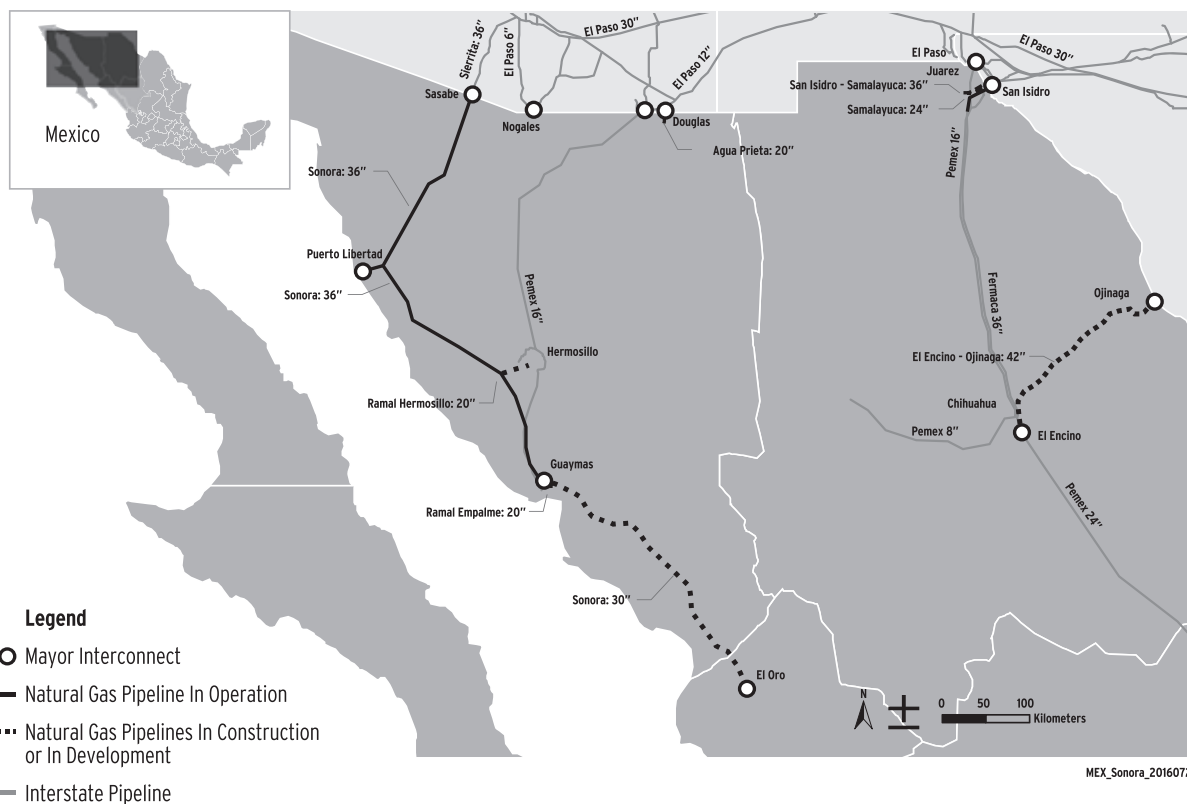 El Paso 30″
Sierrita: 36″
El Paso 6″
El Paso 12″
El Paso
El Paso 30″
Juarez
San Isidro - Samalayuca: 36″
San Isidro
Samalayuca: 24″
Sasabe
Nogales
Douglas
Agua Prieta: 20″
Mexico
Pemex 16″
Sonora: 36″
Puerto Libertad
Sonora: 36″
Pemex 16″
Fermaca 36″
Ojinaga
Hermosillo
El Encino - Ojinaga: 42″
Ramal Hermosillo: 20″
Chihuahua
Pemex 8″
El Encino
Guaymas
Ramal Empalme: 20″
Pemex 24″
Sonora: 30″
El Oro
Legend
Mayor Interconnect
Natural Gas Pipeline In Operation
Natural Gas Pipelines In Construction
or In Development
Interstate Pipeline
N
0 50 100
Kilometers
MEX_Sonora_201607